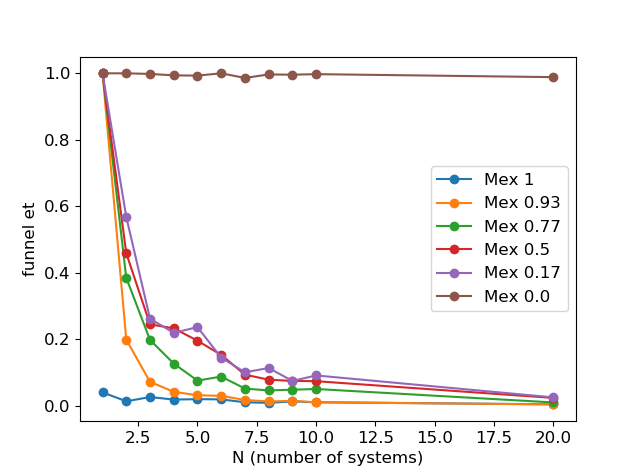 1.0
0.8
0.6
0.4
0.2
0.0
funnel et
Mex 1
Mex 0.93
Mex 0.77
Mex 0.5
Mex 0.17
Mex 0.0
2.5 5.0 7.5 10.0 12.5 15.0 17.5 20.0
N (number of systems)